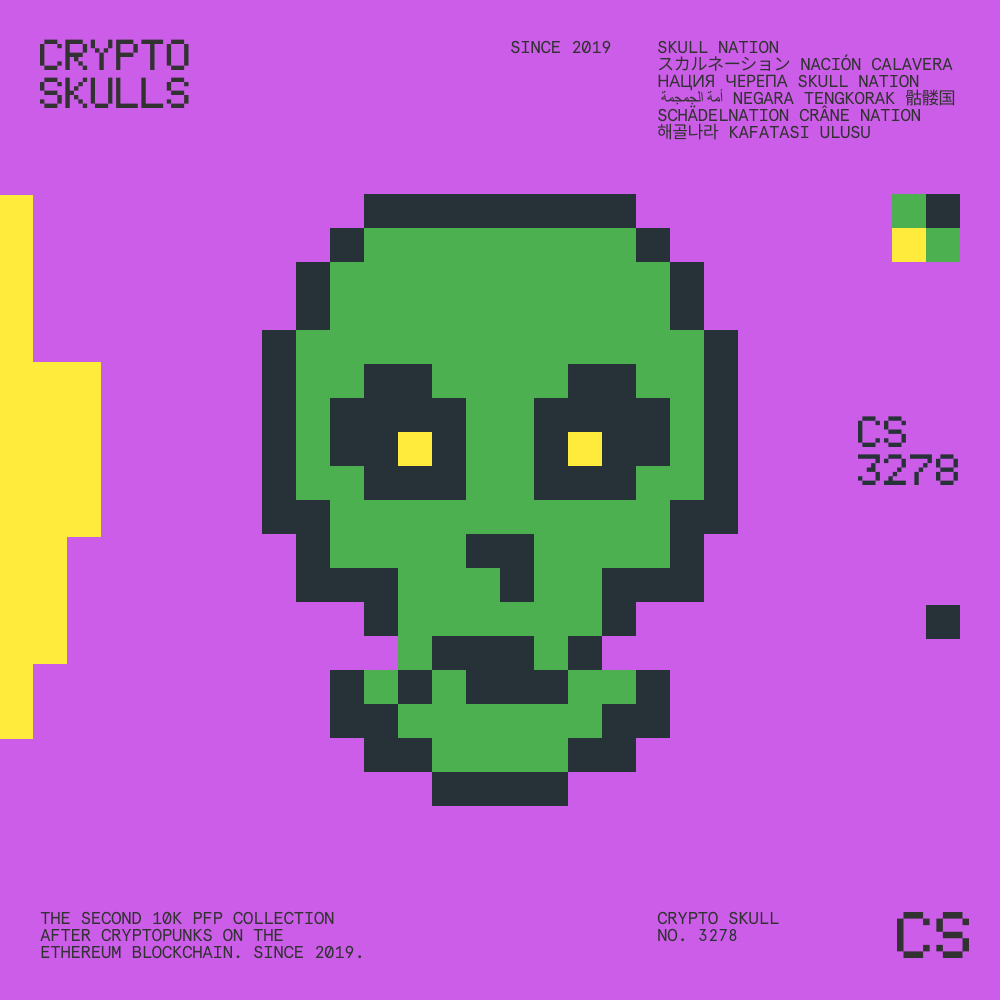 CRYPTO
SKULLS
SINCE 2019
SKULL NATION
スカルネーション NACIÓN CALAVERA
НАЦИЯ ЧЕРЕПА SKULL NATION
أمة الجمجمة NEGARA TENGKORAK 骷髅国
SCHÄDELNATION CRÂNE NATION
해골나라 KAFATASI ULUSU
CS
3278
THE SECOND 10K PFP COLLECTION
AFTER CRYPTOPUNKS ON THE
ETHEREUM BLOCKCHAIN. SINCE 2019.
CRYPTO SKULL
NO. 3278
CS